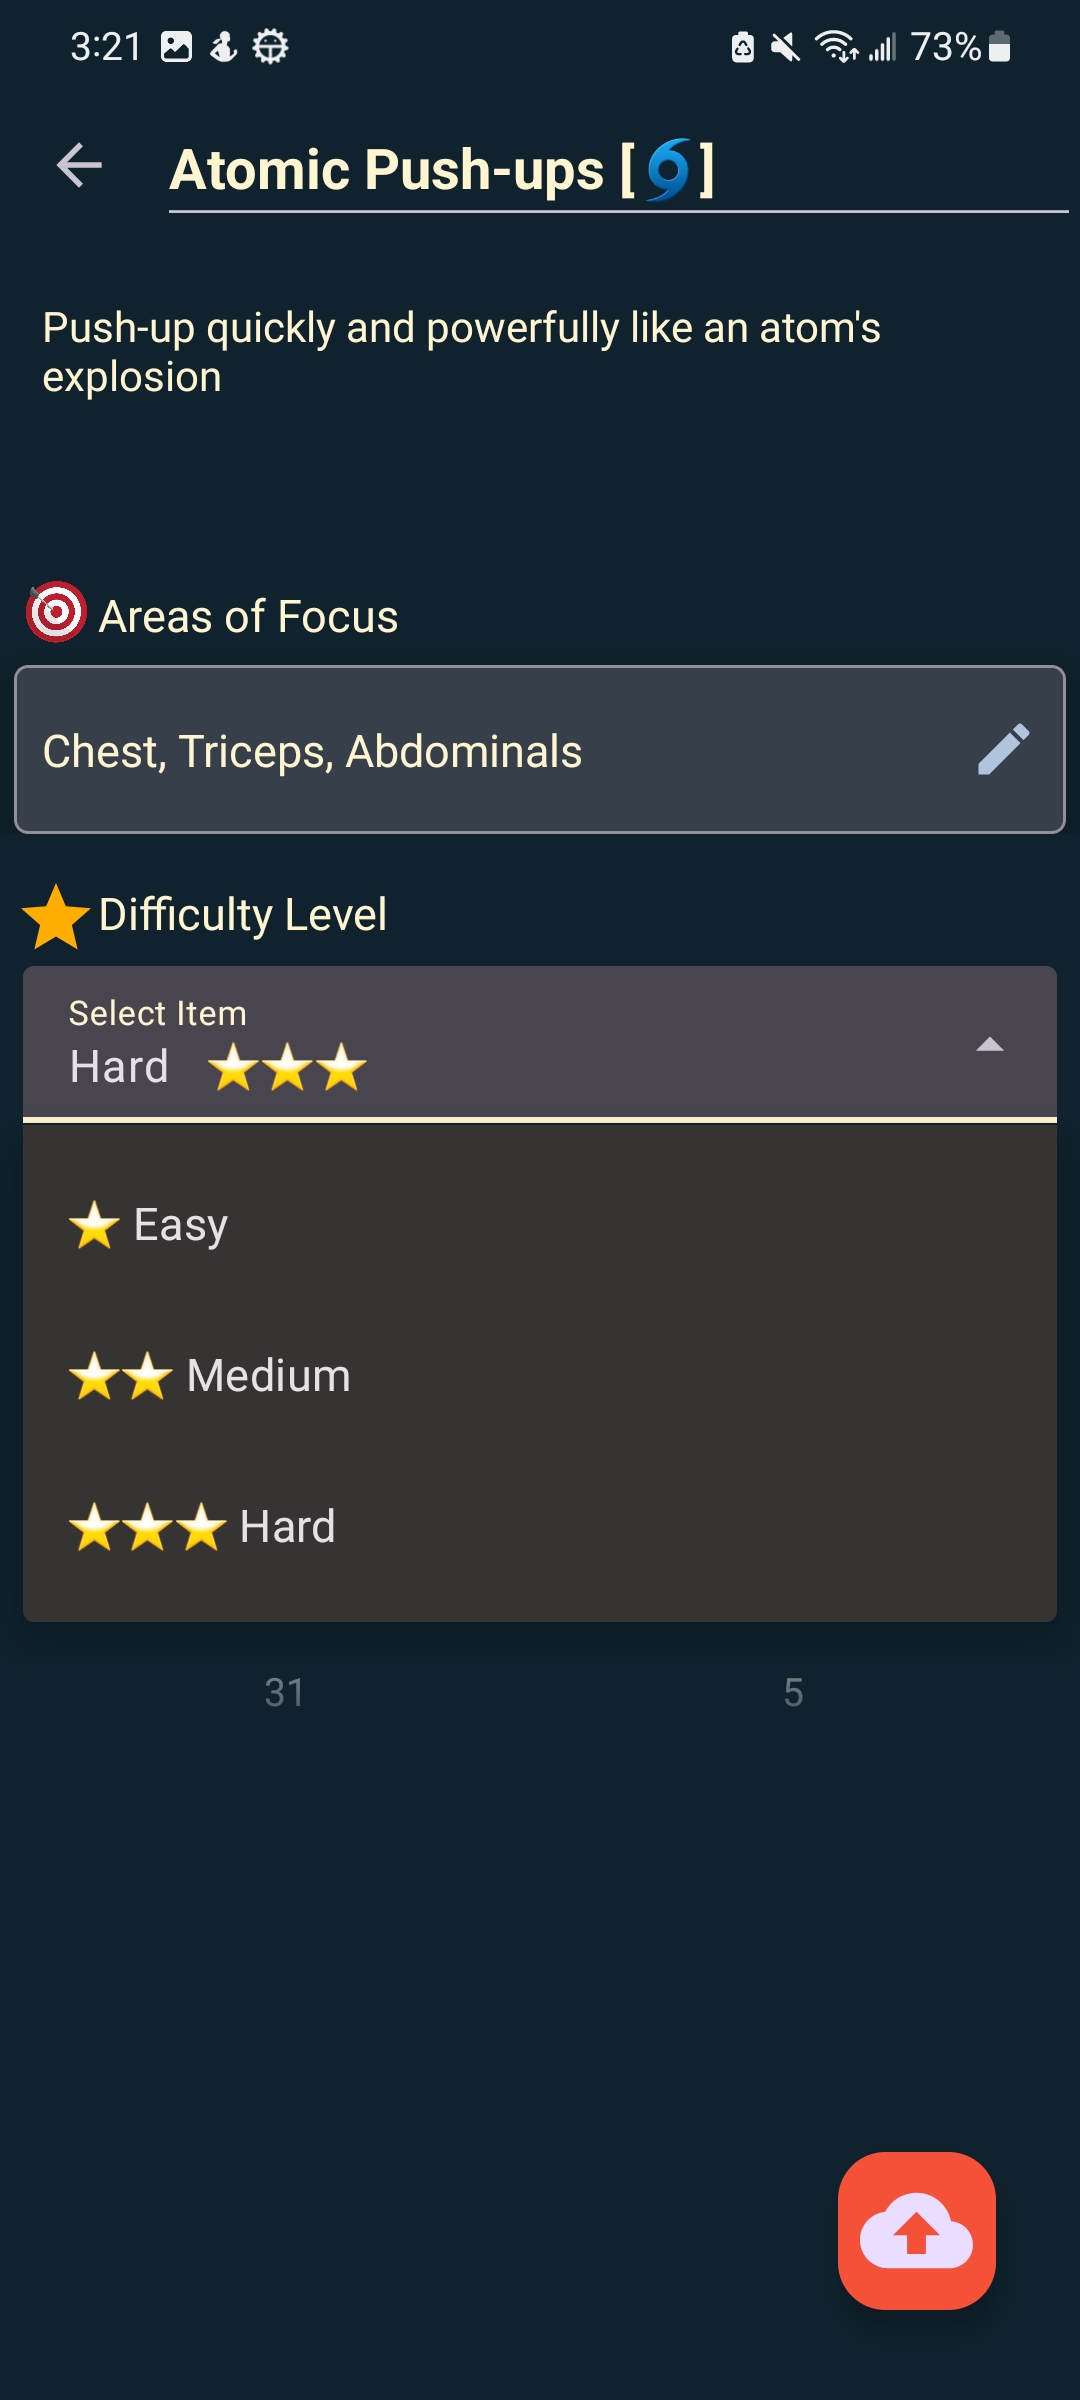 3:21 73%
Atomic Push-ups [🌀]
Push-up quickly and powerfully like an atom's
explosion
Areas of Focus
Chest, Triceps, Abdominals
Difficulty Level
Select Item
Hard ⭐⭐⭐
⭐ Easy
⭐⭐ Medium
⭐⭐⭐ Hard
31 5